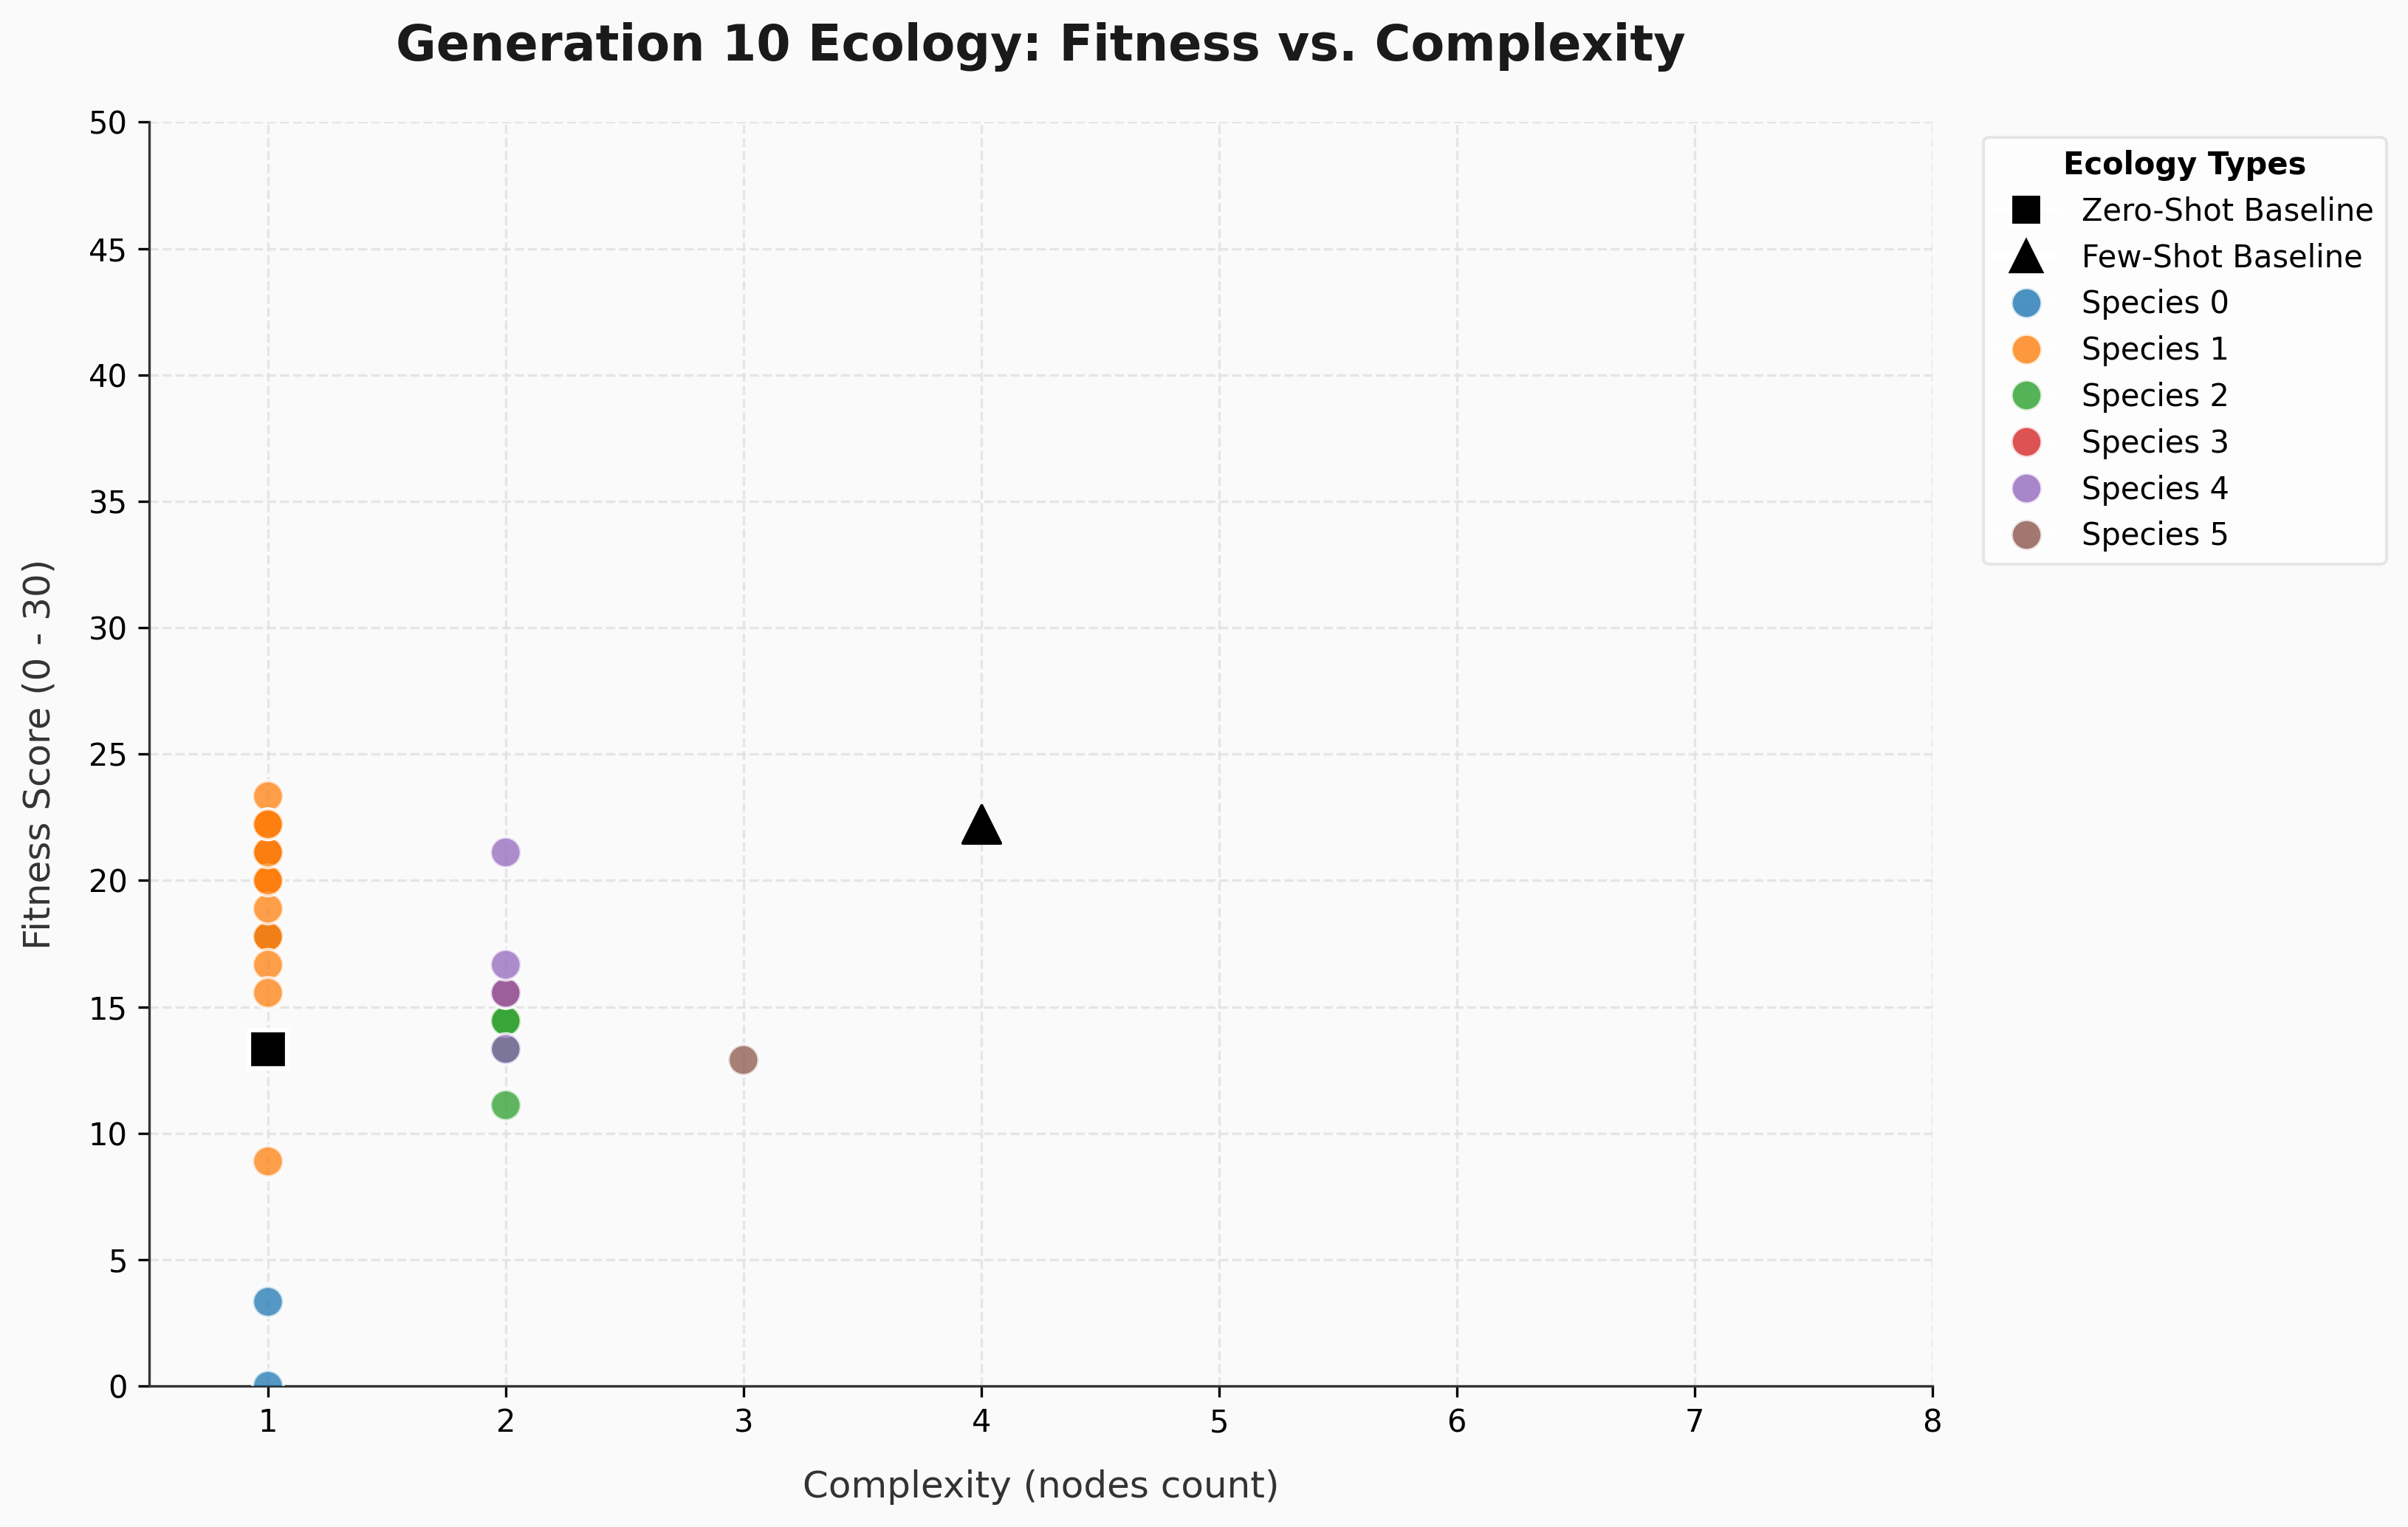 Generation 10 Ecology: Fitness vs. Complexity
50
45
40
35
30
25
20
15
10
5
0
Fitness Score (0 - 30)
1 2 3 4 5 6 7 8
Complexity (nodes count)
Ecology Types
Zero-Shot Baseline
Few-Shot Baseline
Species 0
Species 1
Species 2
Species 3
Species 4
Species 5